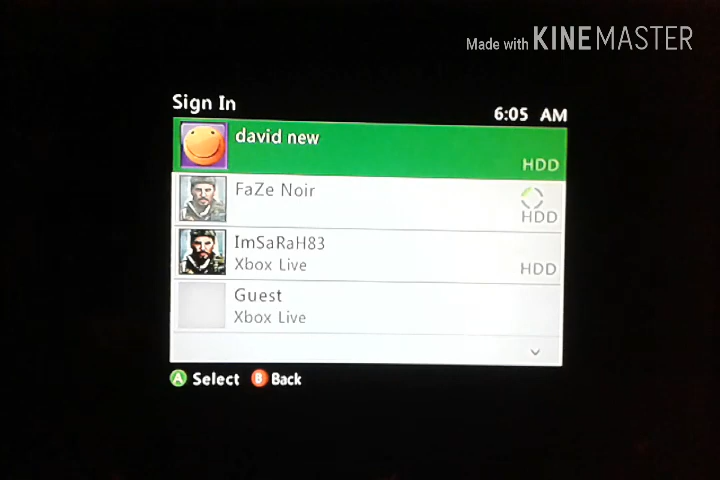 Made with KINEMASTER
Sign In
6:05 AM
david new
HDD
FaZe Noir
HDD
ImSaRaH83
Xbox Live
HDD
Guest
Xbox Live
A Select B Back